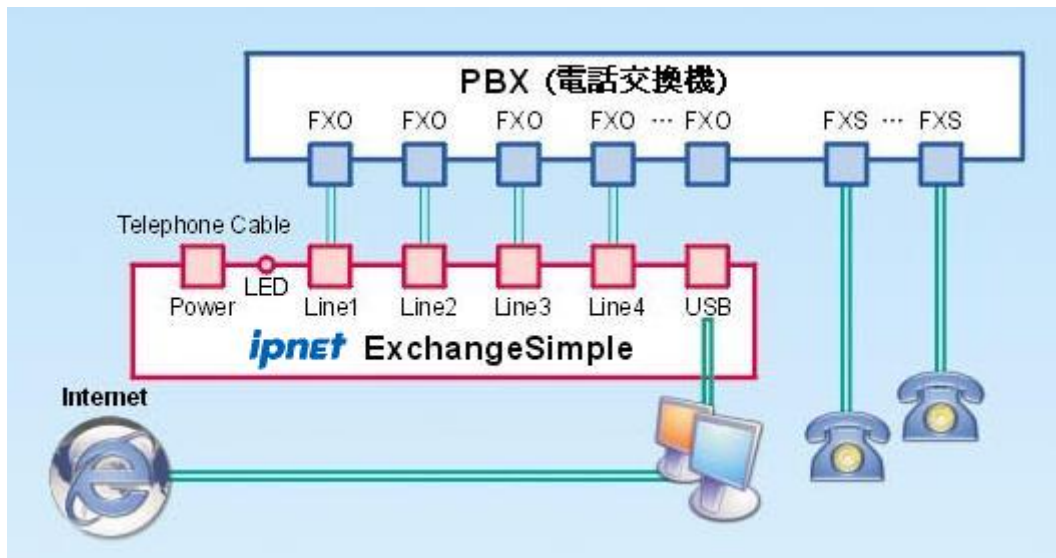 PBX (電話交換機)
FXO FXO FXO FXO ... FXO FXS ... FXS
Telephone Cable
LED
Power Line1 Line2 Line3 Line4 USB
ipnet ExchangeSimple
Internet